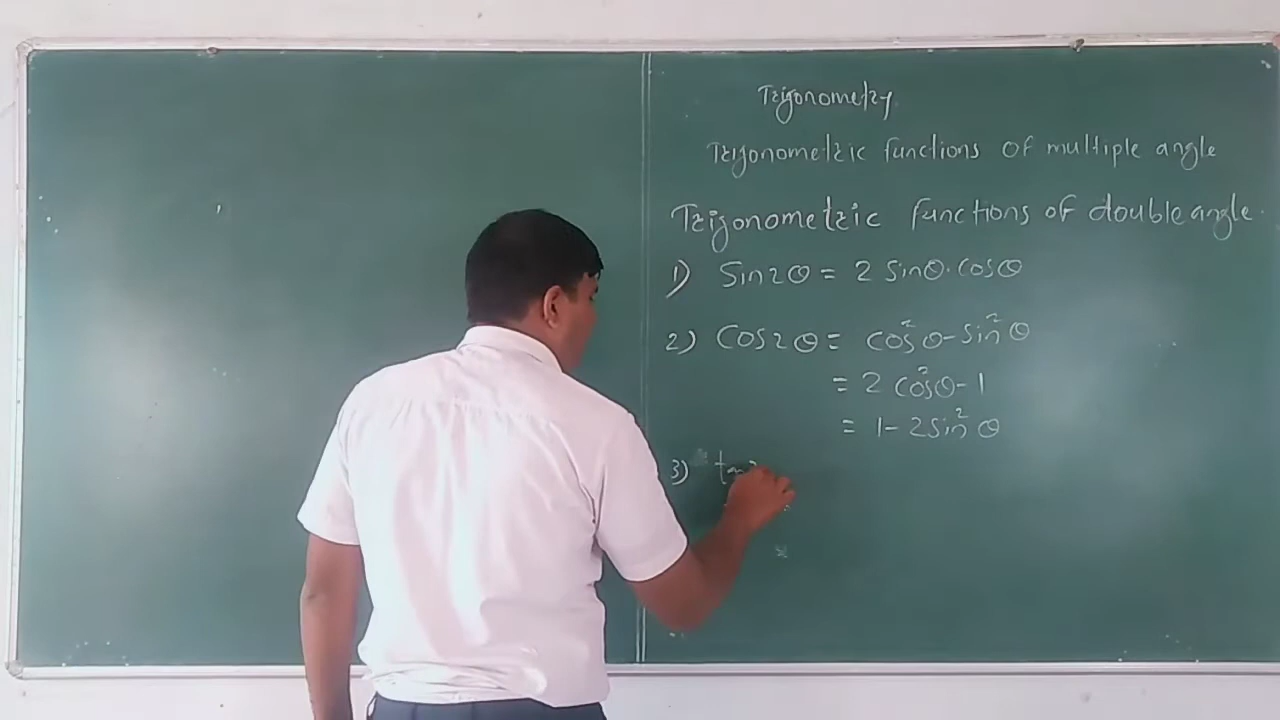 Trigonometry
Trigonometric functions of multiple angle
Trigonometric functions of double angle.
1) Sin2θ = 2 sinθ.cosθ
2) Cos2θ = cos²θ-sin²θ
= 2 cos²θ-1
= 1-2sin²θ
3) tan